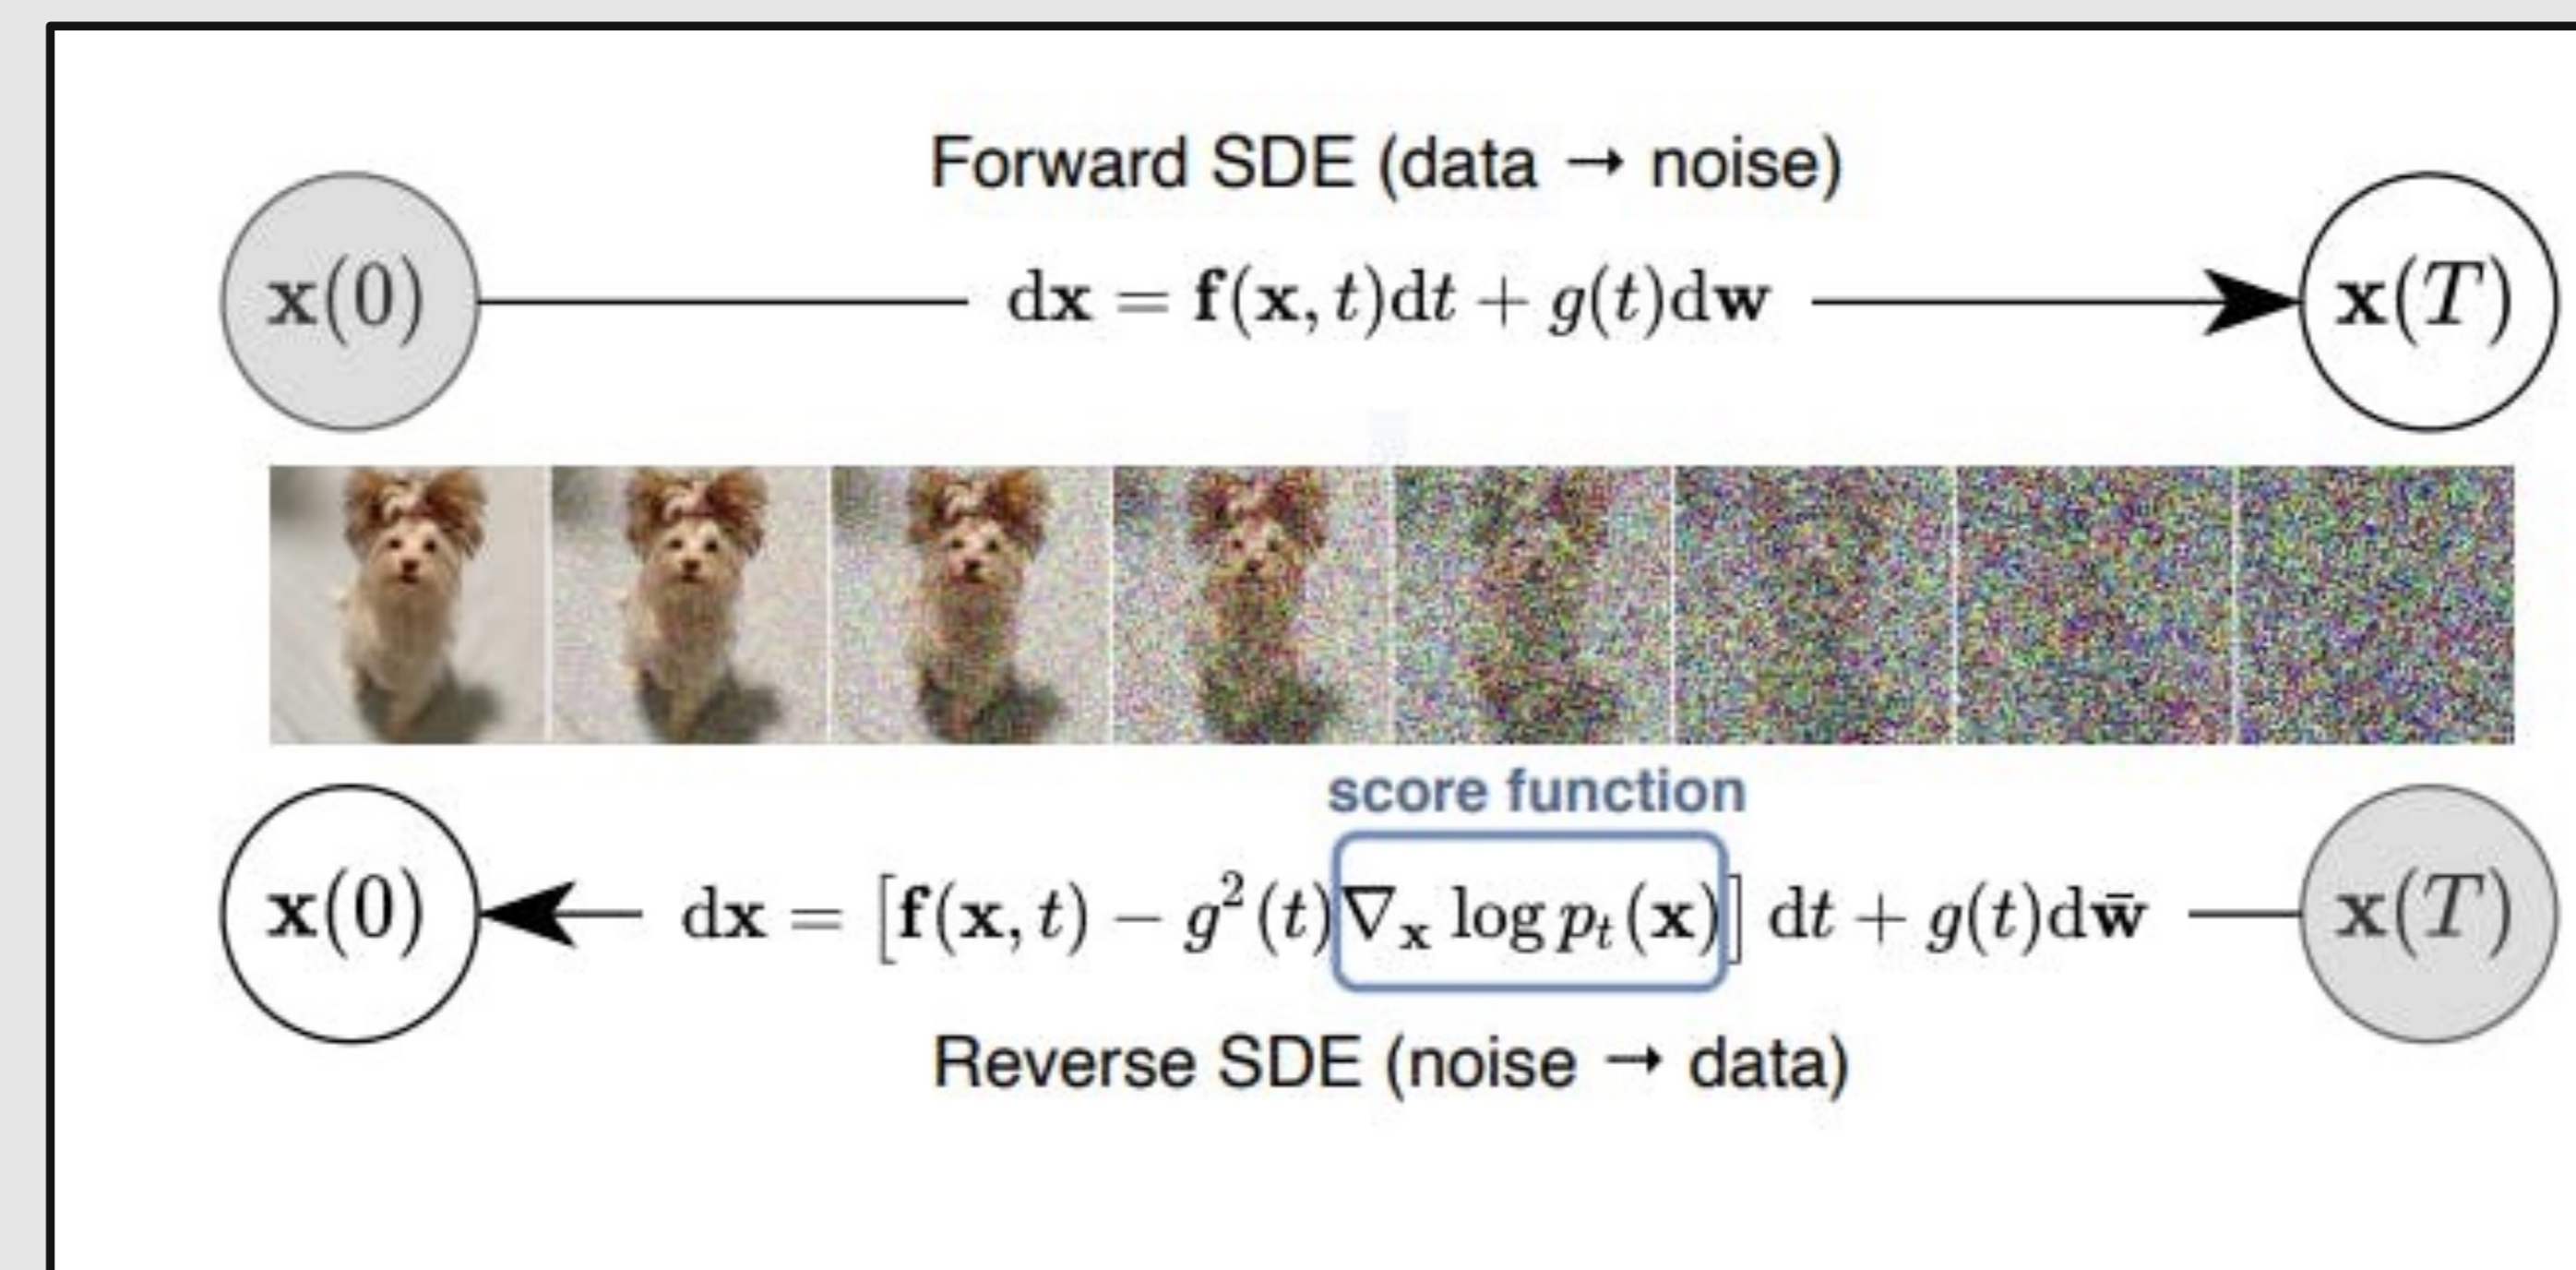 Forward SDE (data → noise)
x(0) dx = f(x, t)dt + g(t)dw x(T)
score function
x(0) dx = [f(x, t) − g²(t)∇ₓ log pₜ(x)] dt + g(t)dw̄ x(T)
Reverse SDE (noise → data)